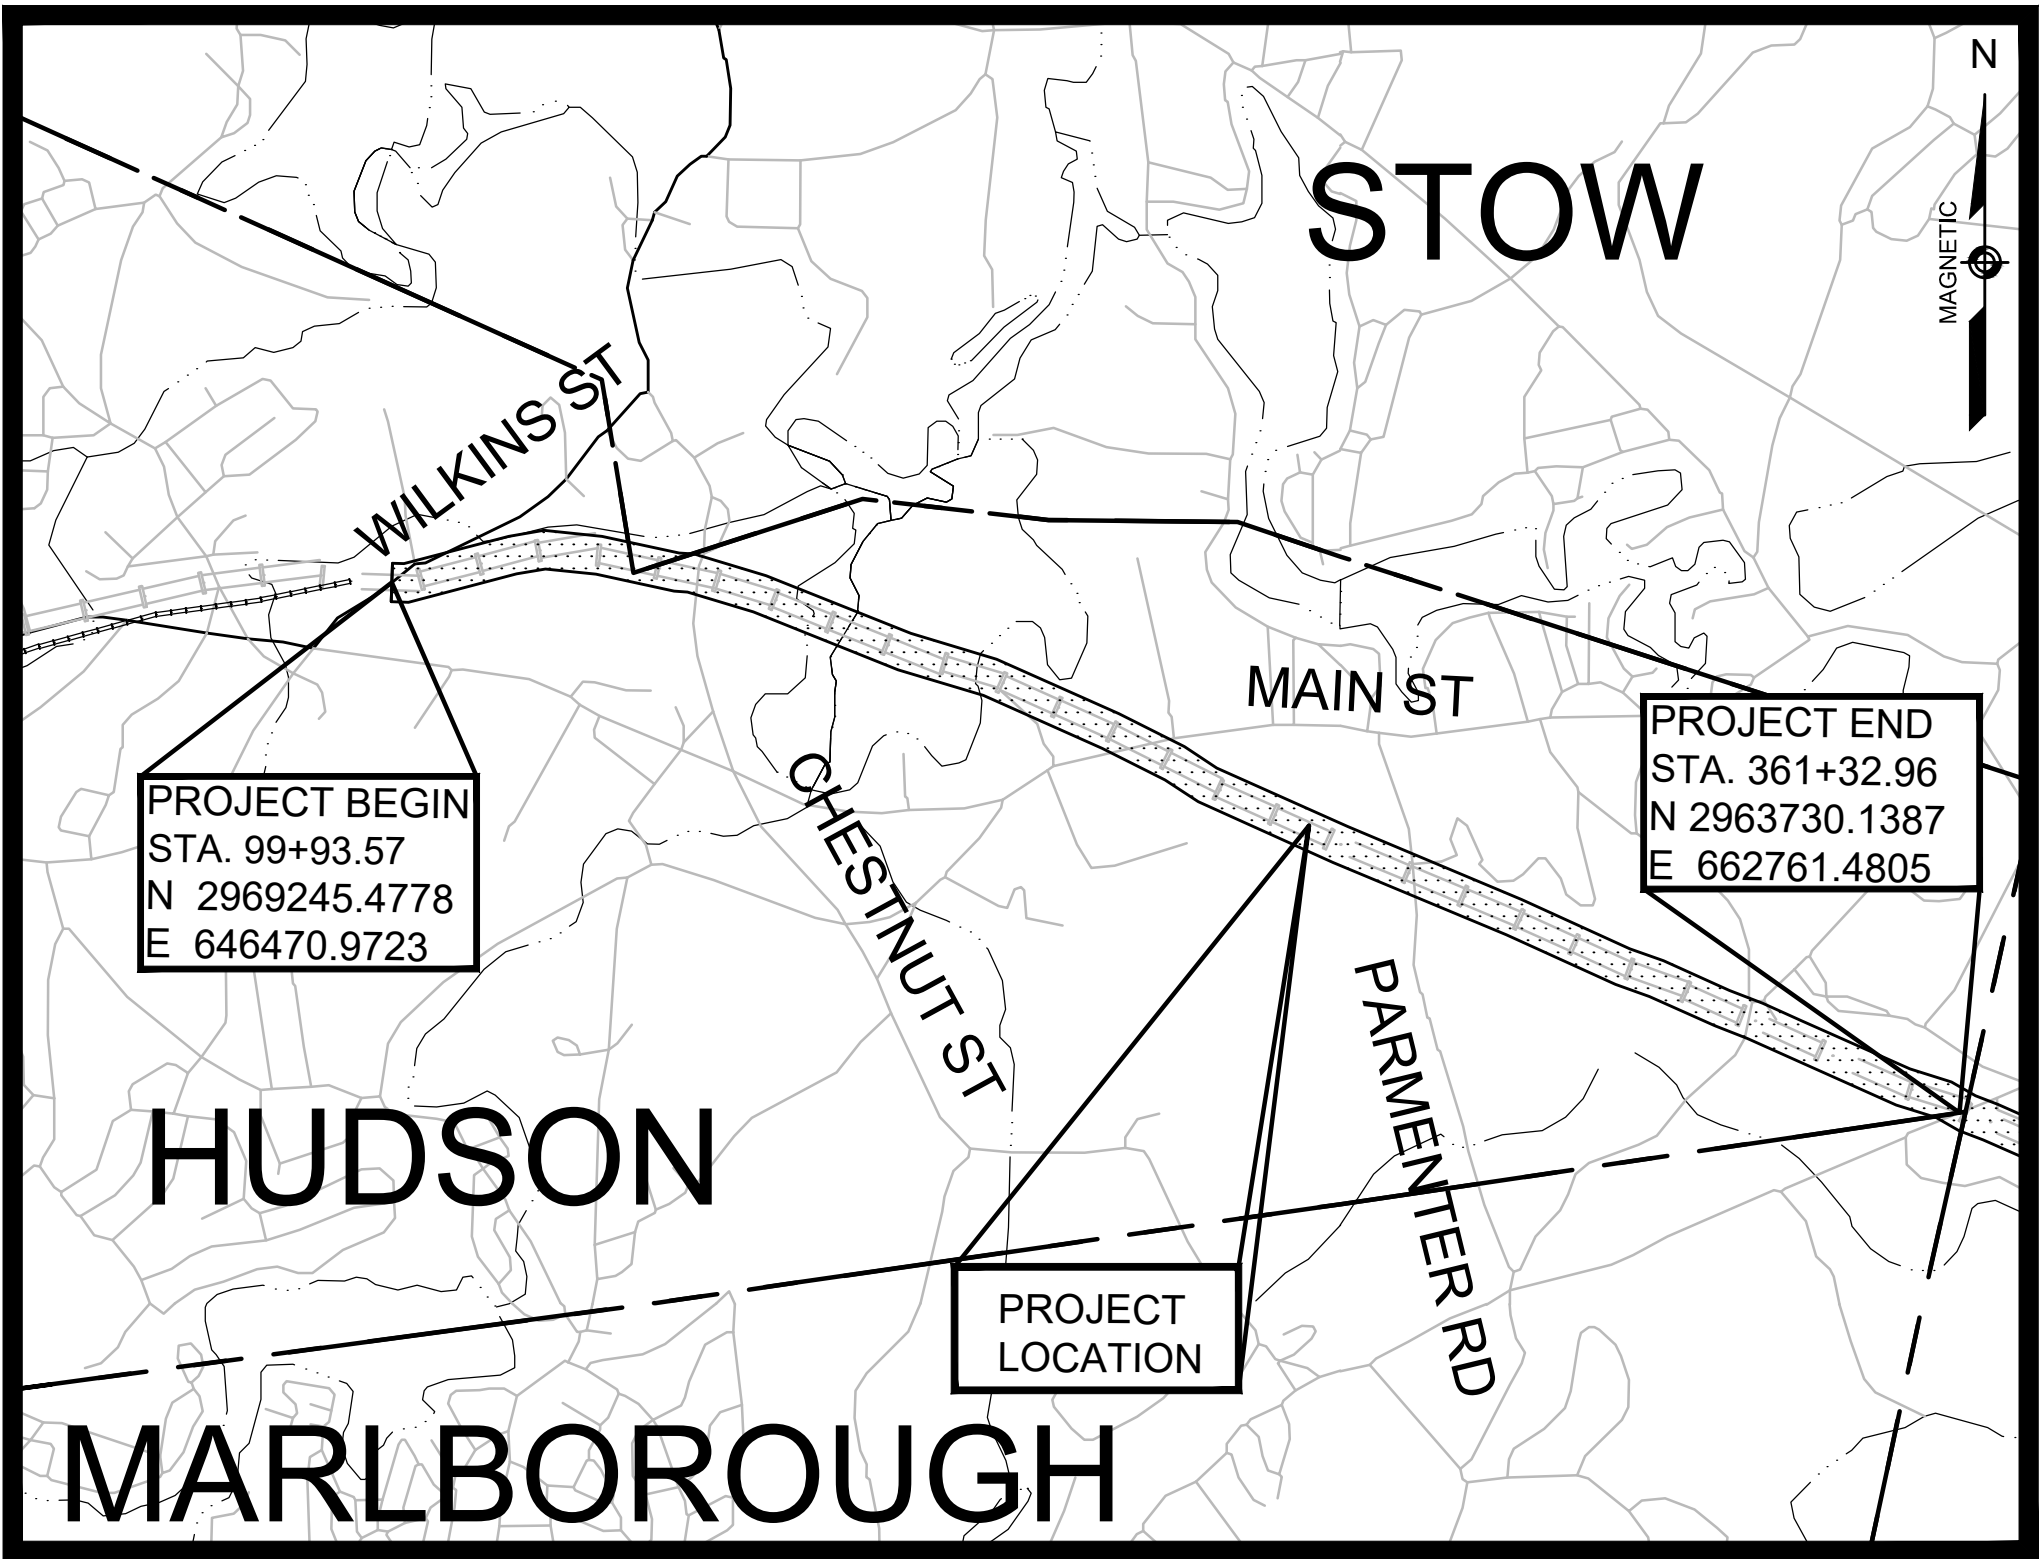 N
STOW
MAGNETIC
WILKINS ST
MAIN ST
PROJECT END
STA. 361+32.96
N 2963730.1387
E 662761.4805
PROJECT BEGIN
STA. 99+93.57
N 2969245.4778
E 646470.9723
CHESTNUT ST
PARMENTER RD
HUDSON
PROJECT
LOCATION
MARLBOROUGH